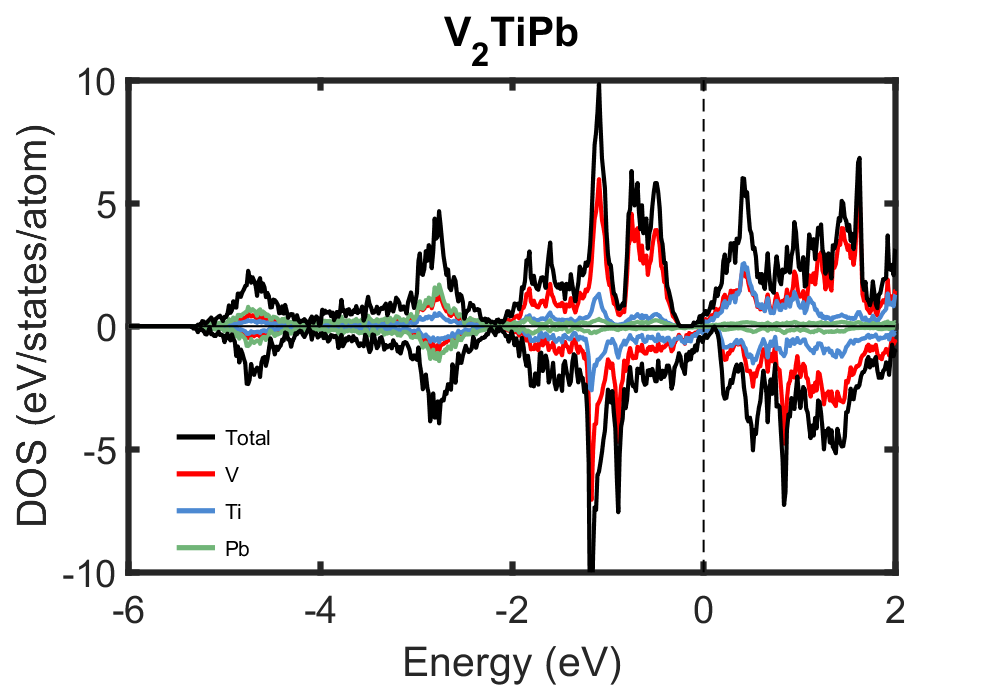 V2TiPb
10
5
0
-5
-10
DOS (eV/states/atom)
Total
V
Ti
Pb
-6 -4 -2 0 2
Energy (eV)